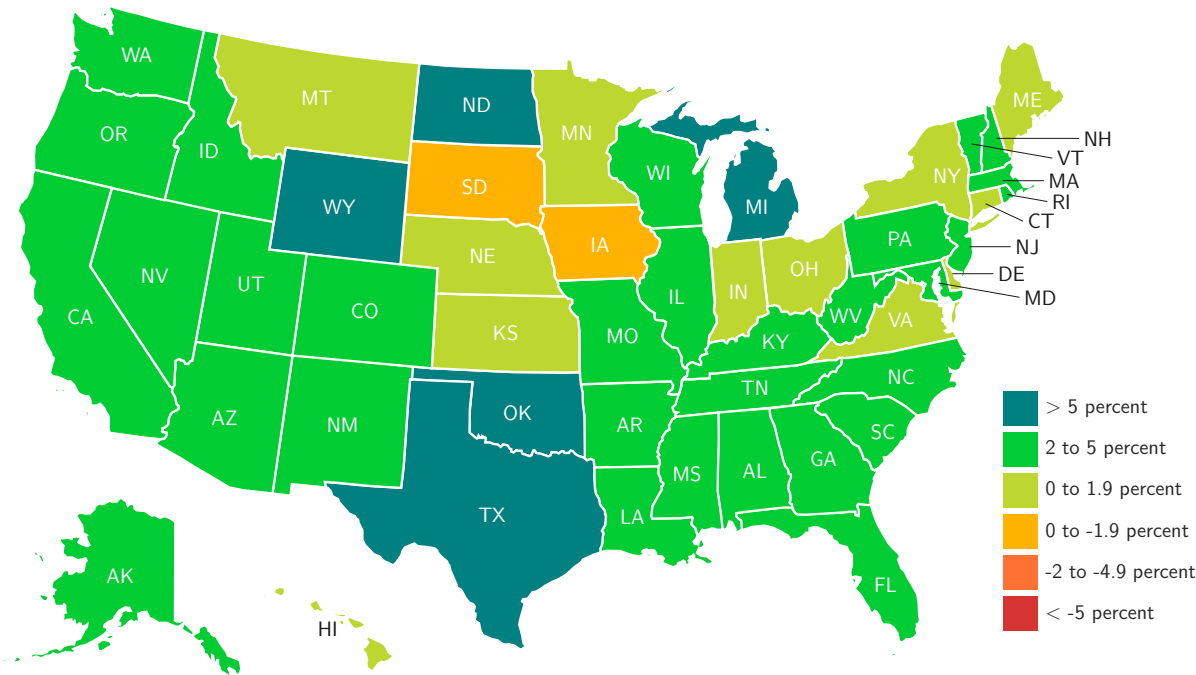 WA
MT
ND
MN
ME
OR
ID
NH
VT
WY
SD
WI
NY
MA
RI
CT
MI
IA
NE
PA
NJ
NV
UT
OH
DE
MD
CA
CO
IL
IN
KS
WV
VA
MO
KY
AZ
NM
OK
TN
NC
AR
SC
MS
AL
GA
TX
LA
AK
HI
FL
> 5 percent
2 to 5 percent
0 to 1.9 percent
0 to -1.9 percent
-2 to -4.9 percent
< -5 percent